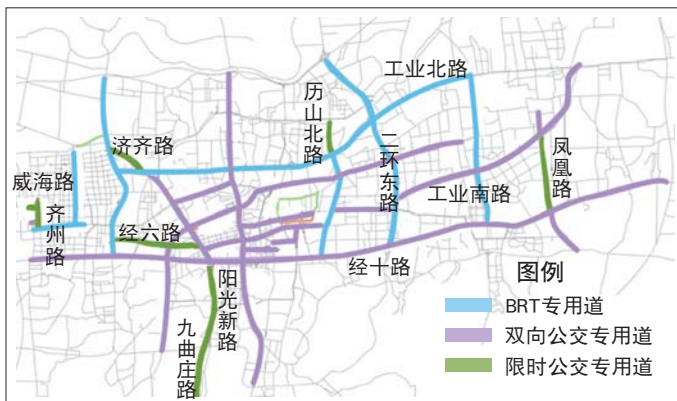 工业北路
历山北路
济齐路
二环东路
凤凰路
威海路
工业南路
齐州路
经六路
经十路
阳光新路
九曲庄路
图例
BRT专用道
双向公交专用道
限时公交专用道